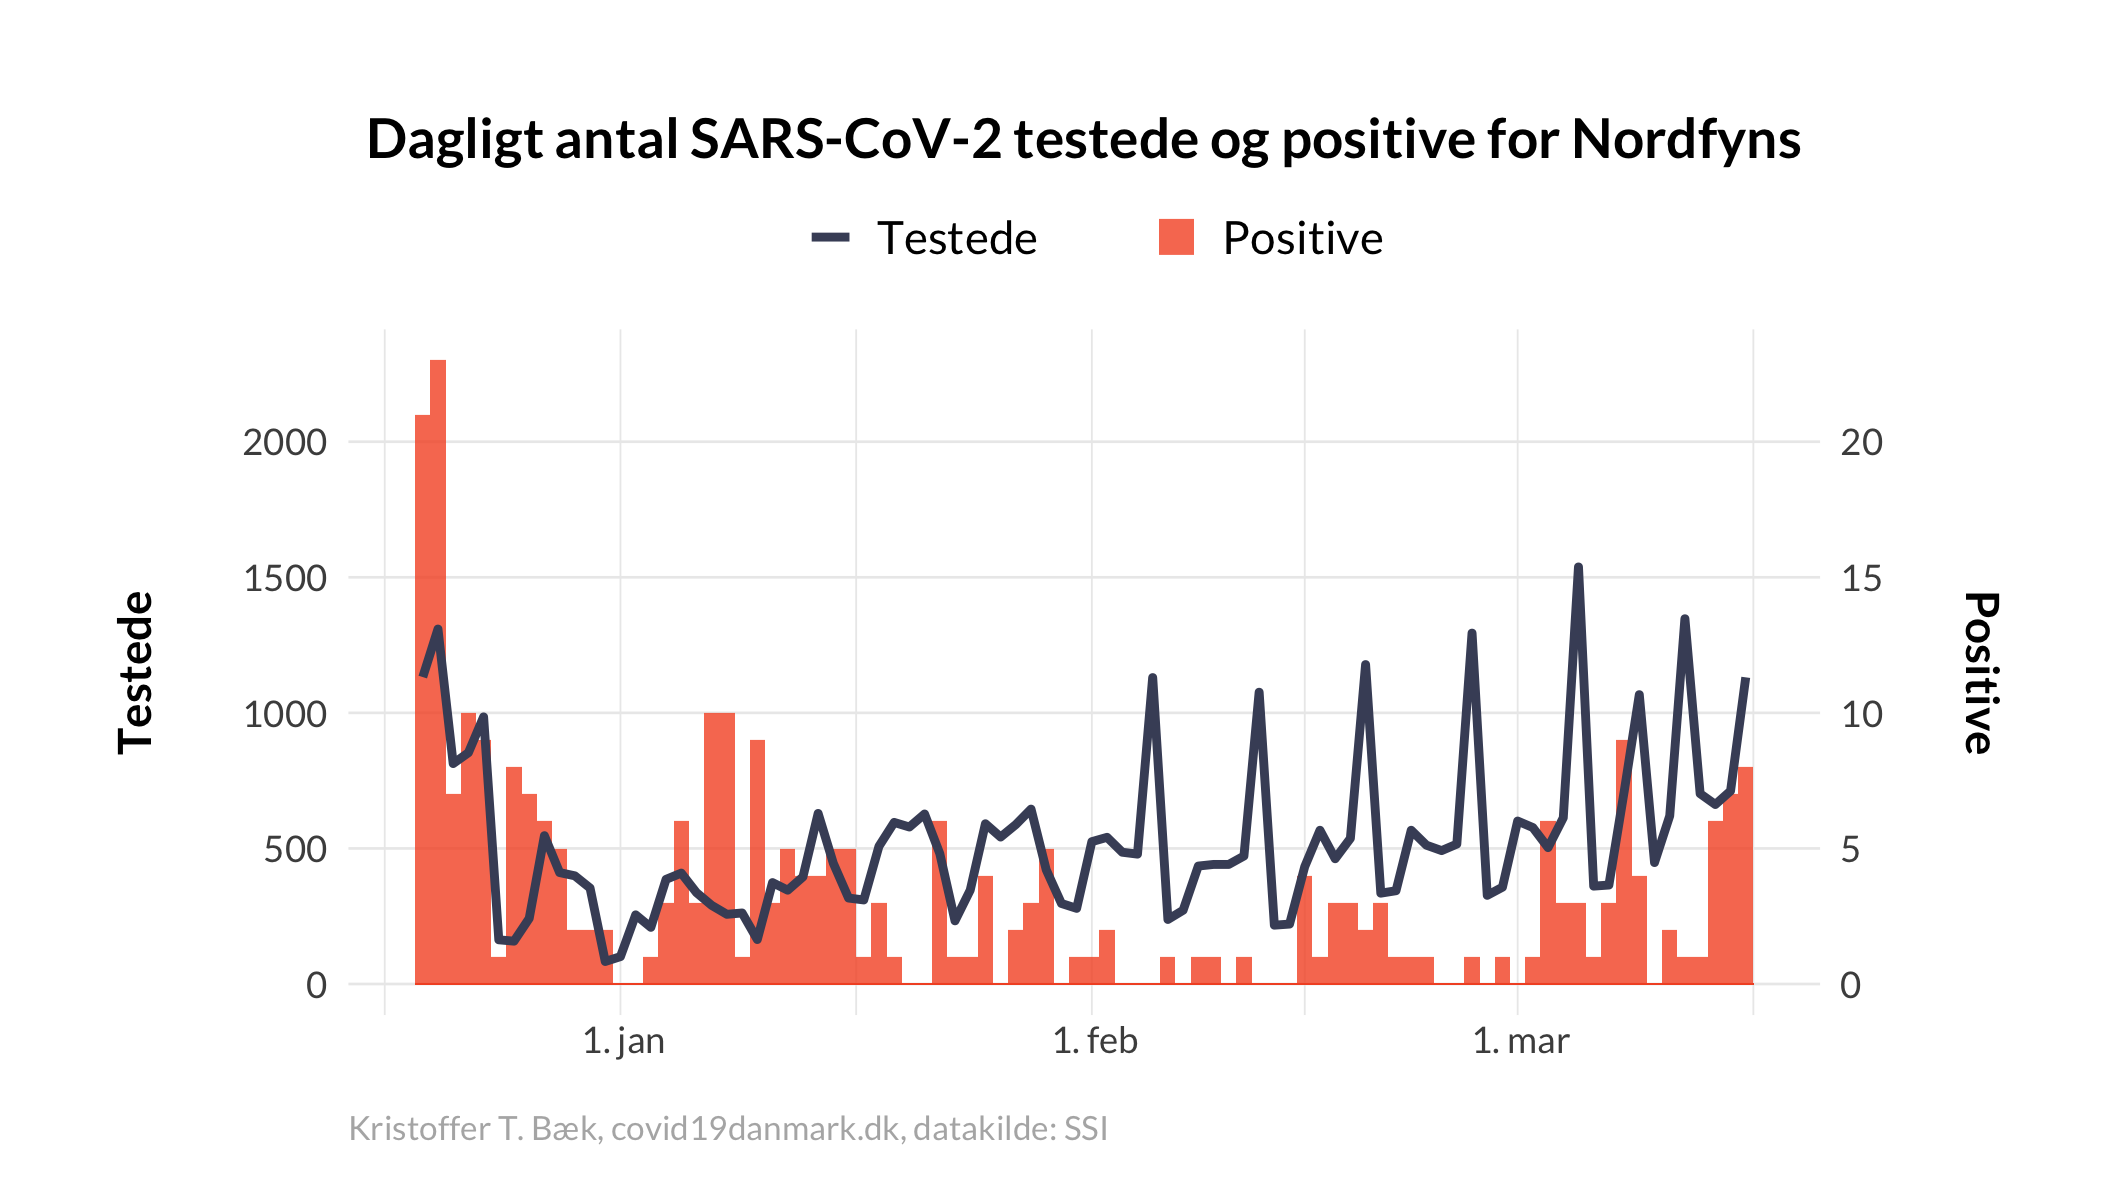 Dagligt antal SARS-CoV-2 testede og positive for Nordfyns
Testede Positive
2000 20
1500 15
Testede
Positive
1000 10
500 5
0 0
1. jan 1. feb 1. mar
Kristoffer T. Bæk, covid19danmark.dk, datakilde: SSI